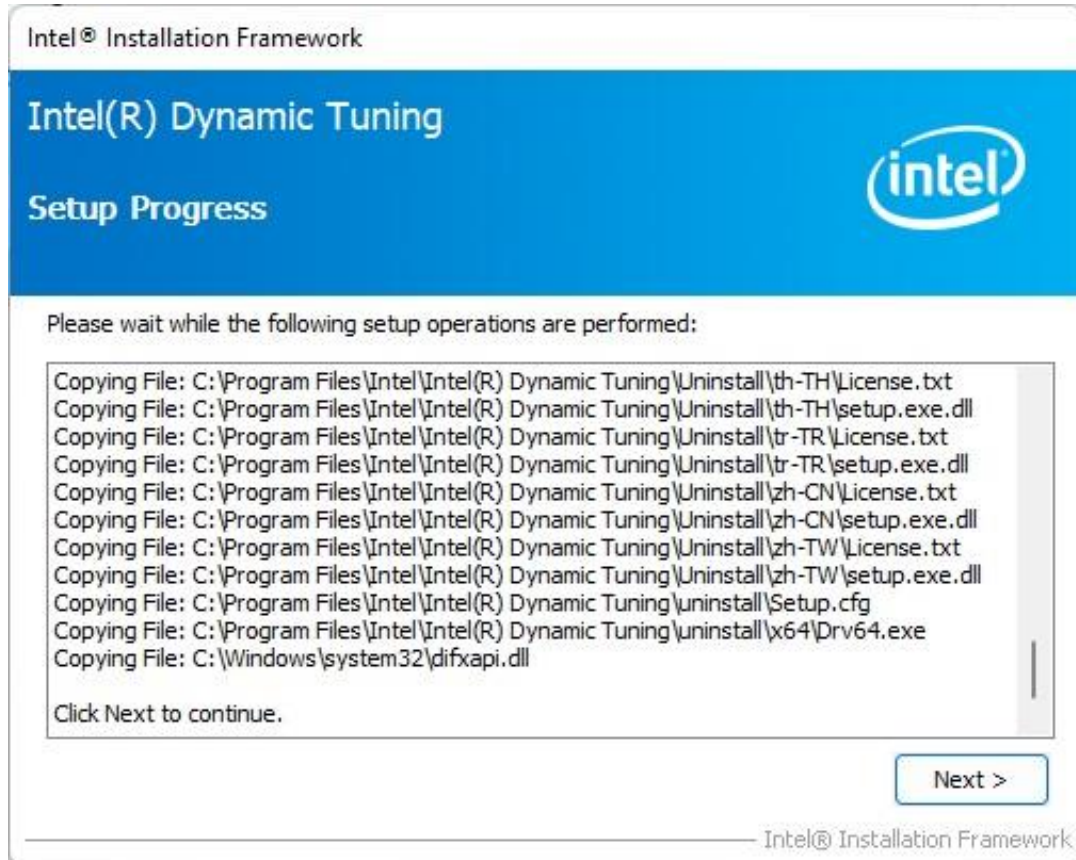 Intel® Installation Framework
Intel(R) Dynamic Tuning
intel
Setup Progress
Please wait while the following setup operations are performed:
Copying File: C:\Program Files\Intel\Intel(R) Dynamic Tuning\Uninstall\th-TH\License.txt
Copying File: C:\Program Files\Intel\Intel(R) Dynamic Tuning\Uninstall\th-TH\setup.exe.dll
Copying File: C:\Program Files\Intel\Intel(R) Dynamic Tuning\Uninstall\tr-TR\License.txt
Copying File: C:\Program Files\Intel\Intel(R) Dynamic Tuning\Uninstall\tr-TR\setup.exe.dll
Copying File: C:\Program Files\Intel\Intel(R) Dynamic Tuning\Uninstall\zh-CN\License.txt
Copying File: C:\Program Files\Intel\Intel(R) Dynamic Tuning\Uninstall\zh-CN\setup.exe.dll
Copying File: C:\Program Files\Intel\Intel(R) Dynamic Tuning\Uninstall\zh-TW\License.txt
Copying File: C:\Program Files\Intel\Intel(R) Dynamic Tuning\Uninstall\zh-TW\setup.exe.dll
Copying File: C:\Program Files\Intel\Intel(R) Dynamic Tuning\uninstall\Setup.cfg
Copying File: C:\Program Files\Intel\Intel(R) Dynamic Tuning\uninstall\x64\Drv64.exe
Copying File: C:\Windows\system32\difxapi.dll
Click Next to continue.
Next >
Intel® Installation Framework